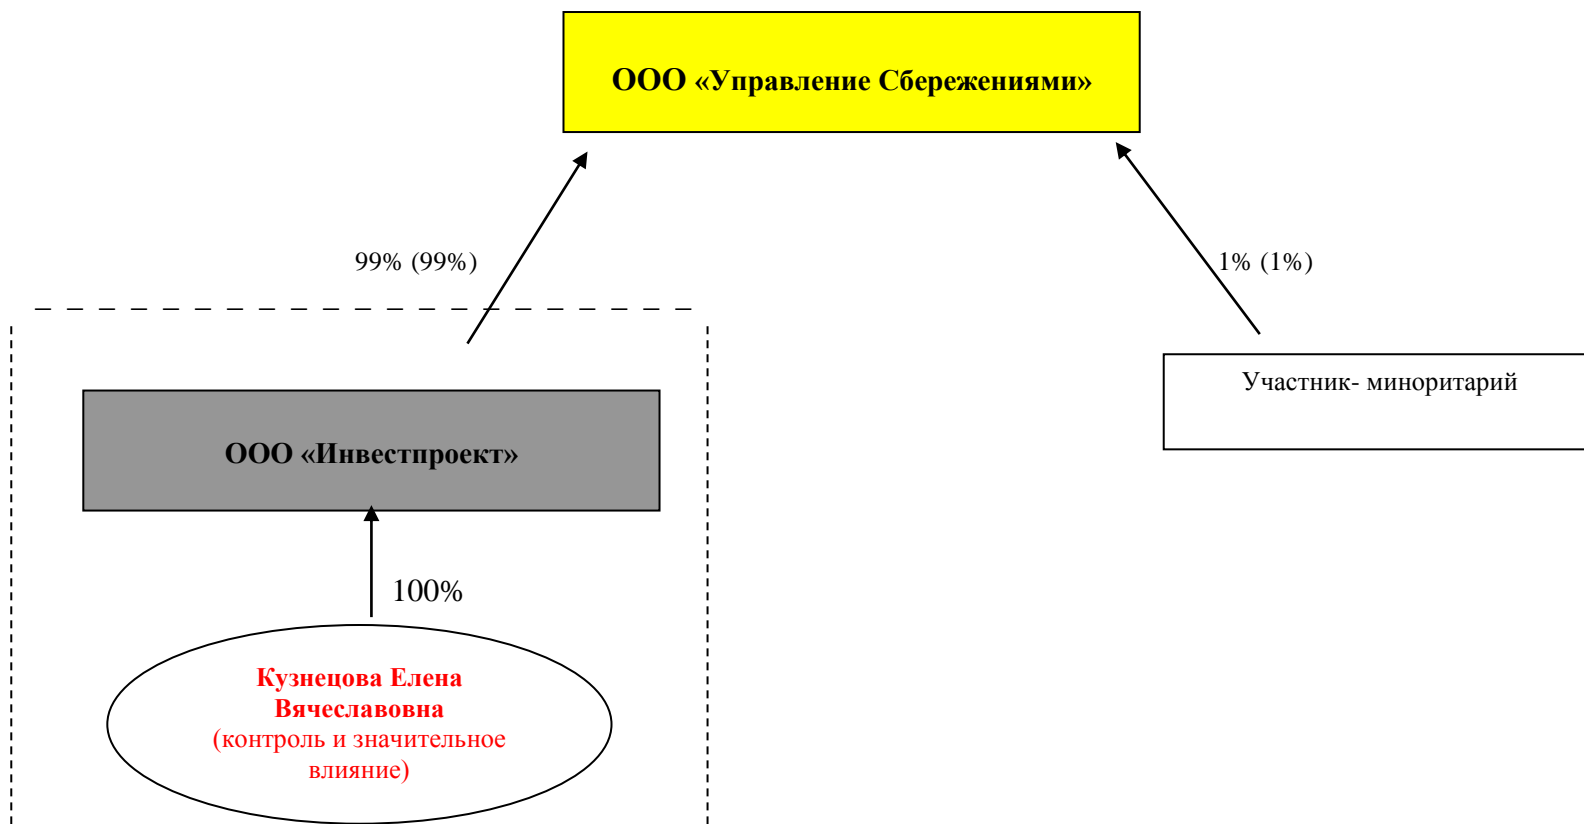 ООО «Управление Сбережениями»
99% (99%)
1% (1%)
Участник- миноритарий
ООО «Инвестпроект»
100%
Кузнецова Елена
Вячеславовна
(контроль и значительное
влияние)